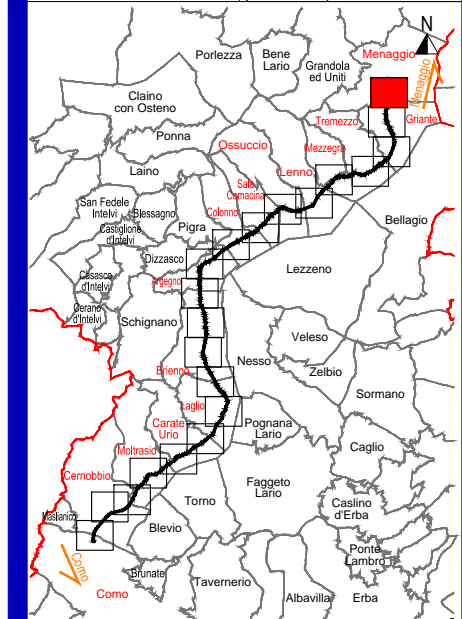 N
Menaggio
Menaggio
Porlezza
Bene
Lario
Grandola
ed Uniti
Claino
con Osteno
Tremezzo
Griante
Ponna
Ossuccio
Mezzegra
Laino
Lenno
Sala
Comacina
San Fedele
Intelvi
Blessagno
Colonno
Bellagio
Castiglione
d'Intelvi
Pigra
Dizzasco
Lezzeno
Casasco
d'Intelvi
Argegno
Cerano
d'Intelvi
Schignano
Veleso
Nesso
Zelbio
Brienno
Sormano
Laglio
Carate
Urio
Pognana
Lario
Caglio
Moltrasio
Cernobbio
Faggeto
Lario
Torno
Caslino
d'Erba
Maslianico
Blevio
Ponte
Lambro
Como
Brunate
Tavernerio
Como
Albavilla
Erba